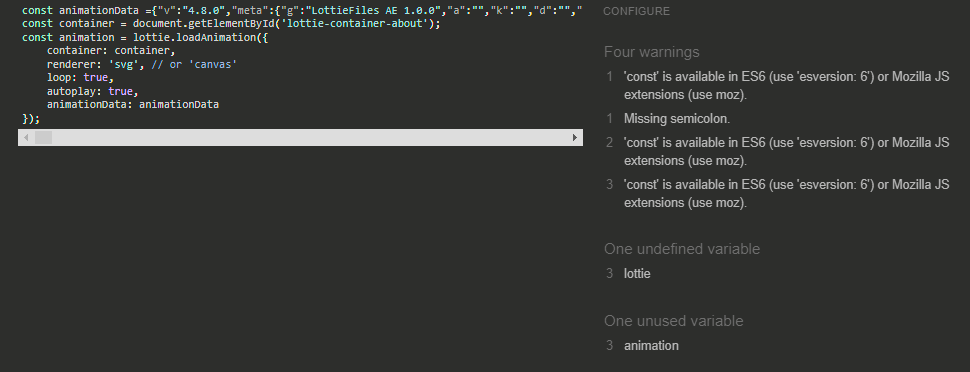 const animationData ={"v":"4.8.0","meta":{"g":"LottieFiles AE 1.0.0","a":"","k":"","d":"","
const container = document.getElementById('lottie-container-about');
const animation = lottie.loadAnimation({
    container: container,
    renderer: 'svg', // or 'canvas'
    loop: true,
    autoplay: true,
    animationData: animationData
});
CONFIGURE
Four warnings
1 'const' is available in ES6 (use 'esversion: 6') or Mozilla JS
extensions (use moz).
1 Missing semicolon.
2 'const' is available in ES6 (use 'esversion: 6') or Mozilla JS
extensions (use moz).
3 'const' is available in ES6 (use 'esversion: 6') or Mozilla JS
extensions (use moz).
One undefined variable
3 lottie
One unused variable
3 animation